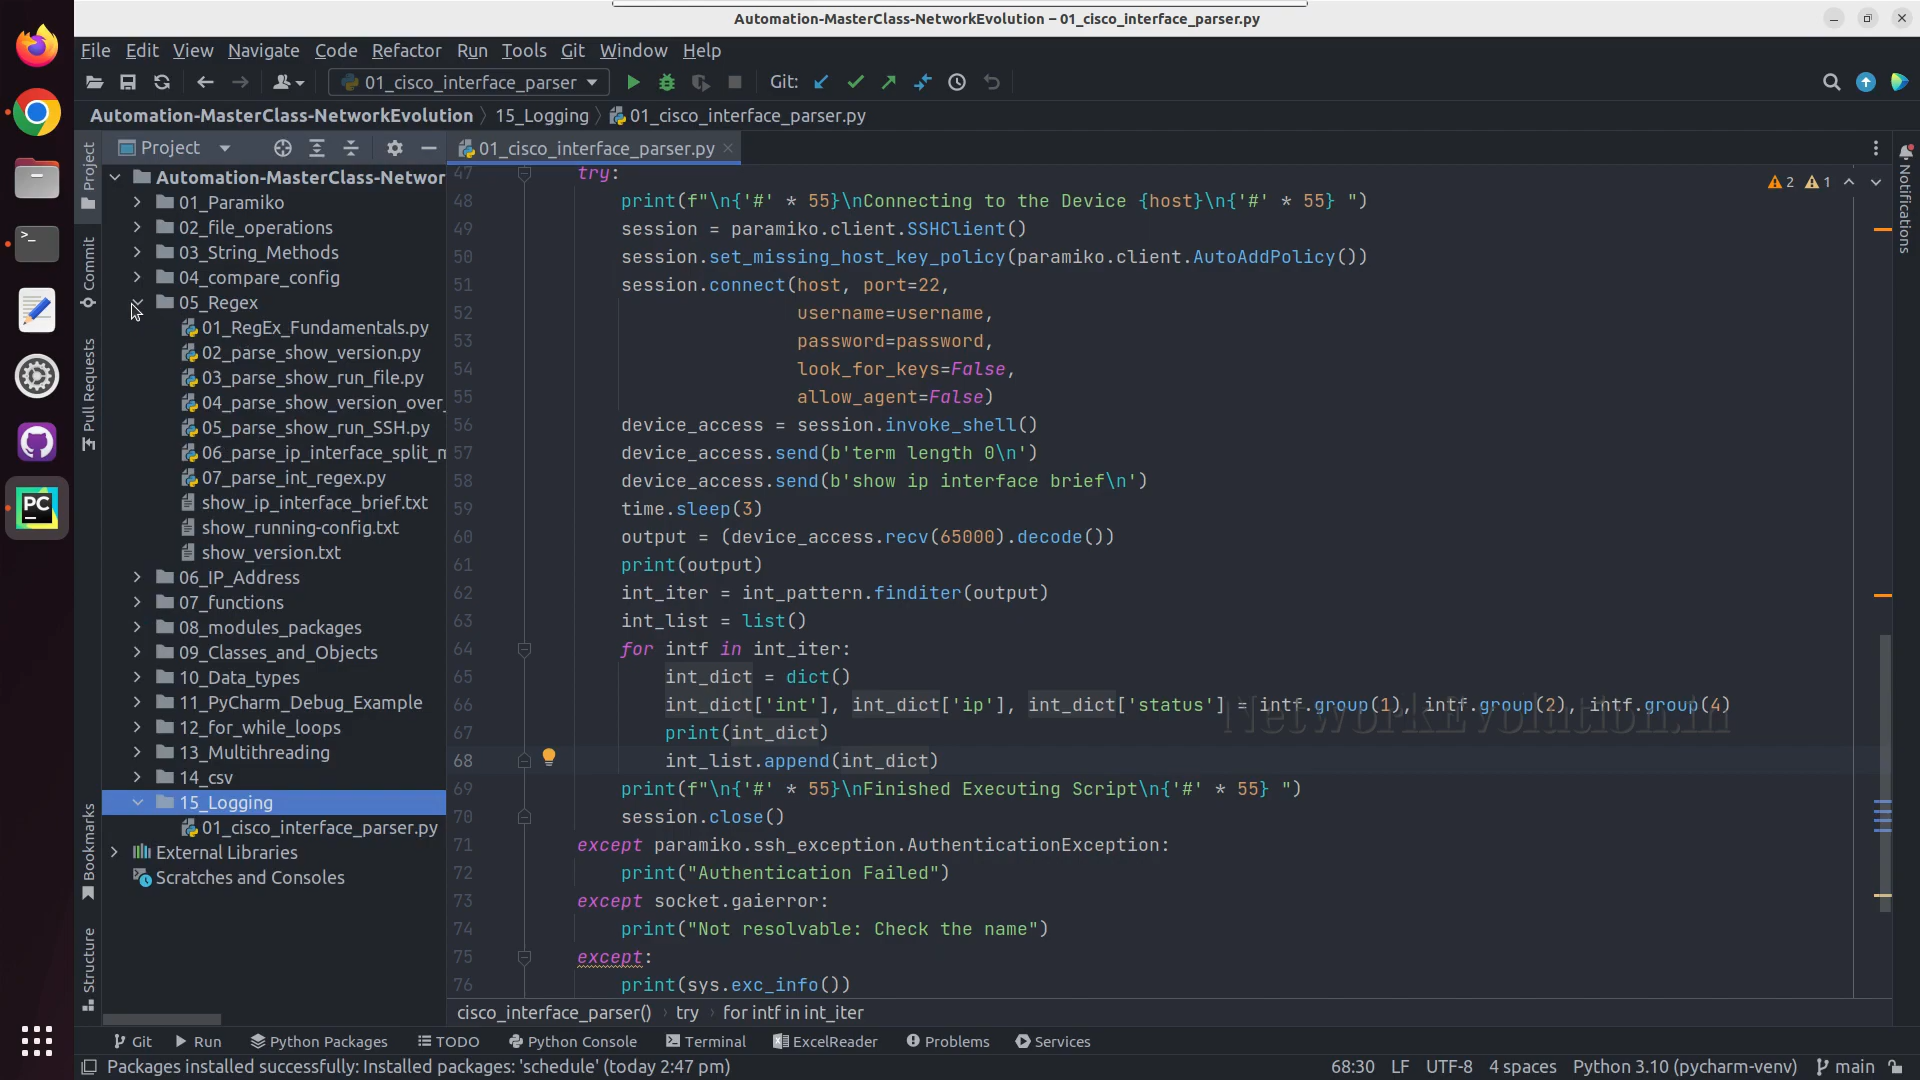 Automation-MasterClass-NetworkEvolution – 01_cisco_interface_parser.py
File Edit View Navigate Code Refactor Run Tools Git Window Help
01_cisco_interface_parser Git:
Automation-MasterClass-NetworkEvolution 15_Logging 01_cisco_interface_parser.py
Project
01_cisco_interface_parser.py
Automation-MasterClass-Networ
01_Paramiko
02_file_operations
03_String_Methods
04_compare_config
05_Regex
01_RegEx_Fundamentals.py
02_parse_show_version.py
03_parse_show_run_file.py
04_parse_show_version_over_
05_parse_show_run_SSH.py
06_parse_ip_interface_split_m
07_parse_int_regex.py
show_ip_interface_brief.txt
show_running-config.txt
show_version.txt
06_IP_Address
07_functions
08_modules_packages
09_Classes_and_Objects
10_Data_types
11_PyCharm_Debug_Example
12_for_while_loops
13_Multithreading
14_csv
15_Logging
01_cisco_interface_parser.py
External Libraries
Scratches and Consoles
Project
Commit
Pull Requests
Bookmarks
Structure
Notifications
2 1
47 try:
48 print(f"\n{'#' * 55}\nConnecting to the Device {host}\n{'#' * 55} ")
49 session = paramiko.client.SSHClient()
50 session.set_missing_host_key_policy(paramiko.client.AutoAddPolicy())
51 session.connect(host, port=22,
52 username=username,
53 password=password,
54 look_for_keys=False,
55 allow_agent=False)
56 device_access = session.invoke_shell()
57 device_access.send(b'term length 0\n')
58 device_access.send(b'show ip interface brief\n')
59 time.sleep(3)
60 output = (device_access.recv(65000).decode())
61 print(output)
62 int_iter = int_pattern.finditer(output)
63 int_list = list()
64 for intf in int_iter:
65 int_dict = dict()
66 int_dict['int'], int_dict['ip'], int_dict['status'] = intf.group(1), intf.group(2), intf.group(4)
NetworkEvolution.in
67 print(int_dict)
68 int_list.append(int_dict)
69 print(f"\n{'#' * 55}\nFinished Executing Script\n{'#' * 55} ")
70 session.close()
71 except paramiko.ssh_exception.AuthenticationException:
72 print("Authentication Failed")
73 except socket.gaierror:
74 print("Not resolvable: Check the name")
75 except:
76 print(sys.exc_info())
cisco_interface_parser() try for intf in int_iter
Git Run Python Packages TODO Python Console Terminal ExcelReader Problems Services
Packages installed successfully: Installed packages: 'schedule' (today 2:47 pm) 68:30 LF UTF-8 4 spaces Python 3.10 (pycharm-venv) main
PC